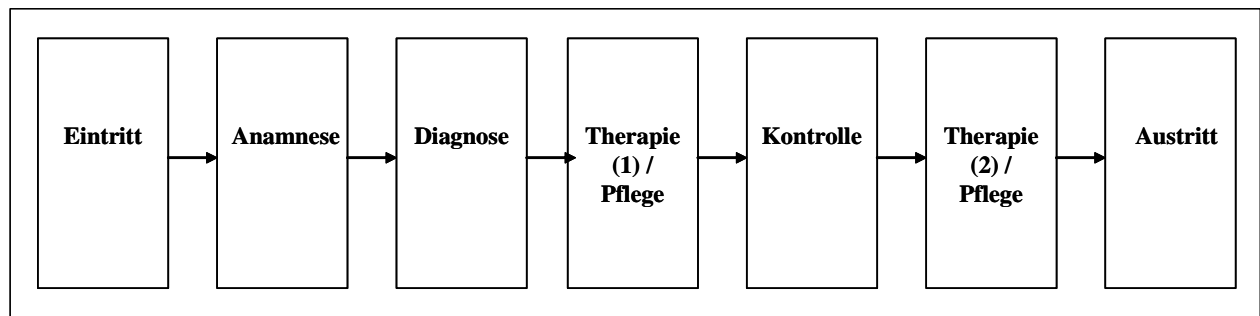 Eintritt
Anamnese
Diagnose
Therapie
(1) /
Pflege
Kontrolle
Therapie
(2) /
Pflege
Austritt